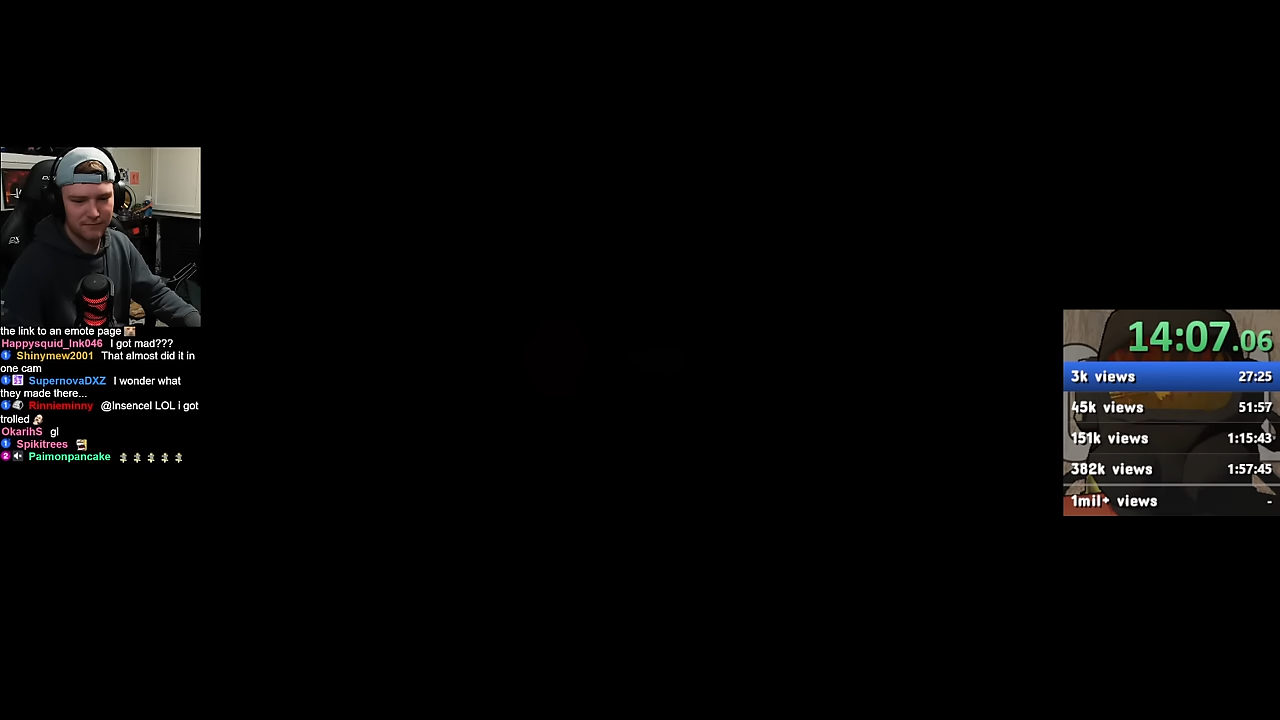 the link to an emote page
Happysquid_Ink046 I got mad???
Shinymew2001 That almost did it in
one cam
SupernovaDXZ I wonder what
they made there...
Rinnieminny @Insencel LOL i got
trolled
OkarihS gl
Spikitrees
2 Paimonpancake
14:07.06
3k views 27:25
45k views 51:57
151k views 1:15:43
382k views 1:57:45
1mil+ views -